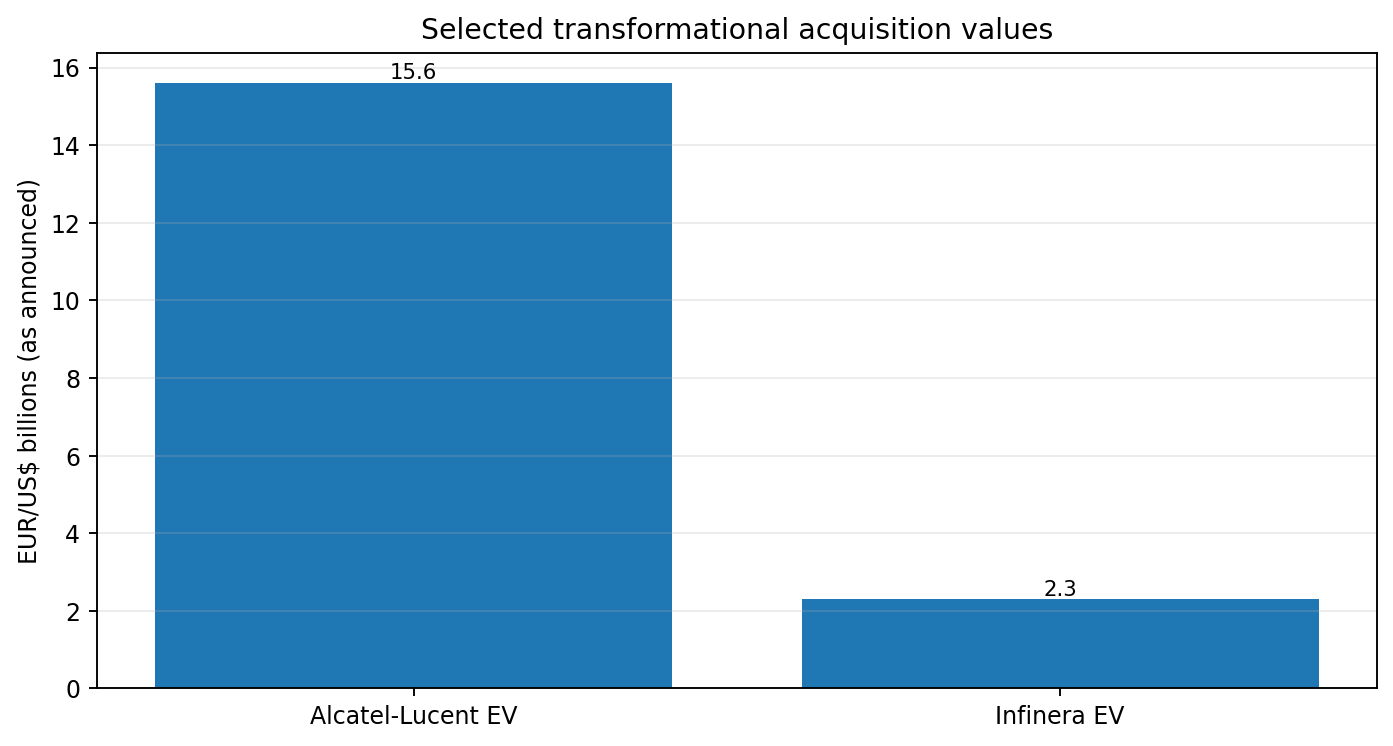 Selected transformational acquisition values
EUR/US$ billions (as announced)
16
14
12
10
8
6
4
2
0
15.6
2.3
Alcatel-Lucent EV
Infinera EV